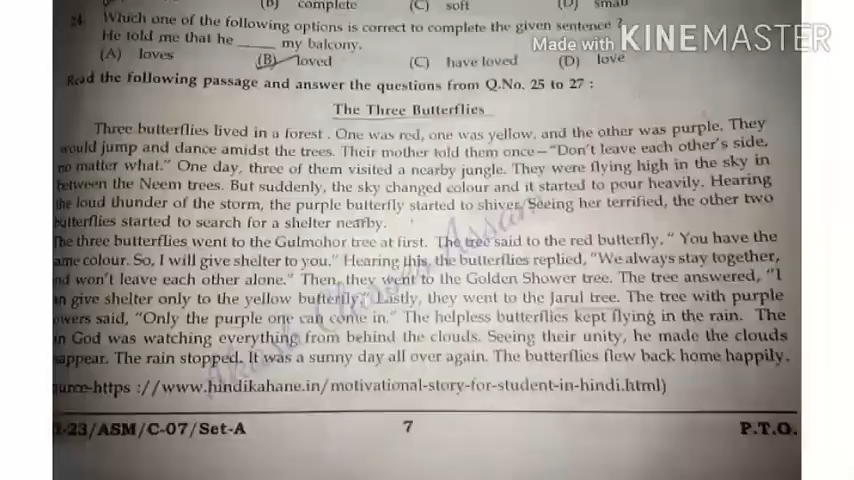 (B) complete (C) soft (D) small
24. Which one of the following options is correct to complete the given sentence ?
He told me that he ____ my balcony.
(A) loves (B) loved (C) have loved (D) love
Made with KINEMASTER
Read the following passage and answer the questions from Q.No. 25 to 27 :
The Three Butterflies
Three butterflies lived in a forest . One was red, one was yellow, and the other was purple. They
would jump and dance amidst the trees. Their mother told them once—"Don't leave each other's side,
no matter what." One day, three of them visited a nearby jungle. They were flying high in the sky in
between the Neem trees. But suddenly, the sky changed colour and it started to pour heavily. Hearing
the loud thunder of the storm, the purple butterfly started to shiver. Seeing her terrified, the other two
butterflies started to search for a shelter nearby.
The three butterflies went to the Gulmohor tree at first. The tree said to the red butterfly, " You have the
ame colour. So, I will give shelter to you." Hearing this, the butterflies replied, "We always stay together,
nd won't leave each other alone." Then, they went to the Golden Shower tree. The tree answered, "I
an give shelter only to the yellow butterfly." Lastly, they went to the Jarul tree. The tree with purple
owers said, "Only the purple one can come in." The helpless butterflies kept flying in the rain. The
n God was watching everything from behind the clouds. Seeing their unity, he made the clouds
sappear. The rain stopped. It was a sunny day all over again. The butterflies flew back home happily.
ource-https ://www.hindikahane.in/motivational-story-for-student-in-hindi.html)
-23/ASM/C-07/Set-A 7 P.T.O.